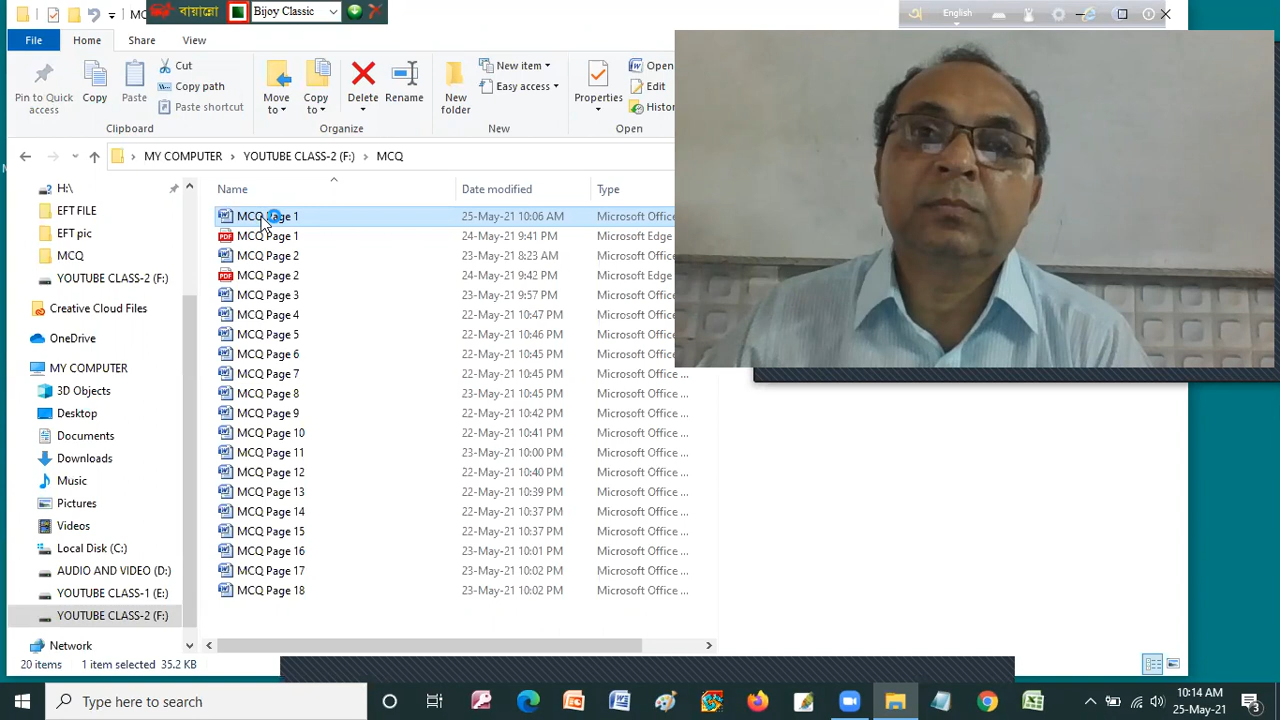 MC
বায়ান্নো
Bijoy Classic
English
File
Home
Share
View
Pin to Quick access
Copy
Paste
Cut
Copy path
Paste shortcut
Clipboard
Move to
Copy to
Delete
Rename
Organize
New folder
New item
Easy access
New
Properties
Open
Edit
Histor
Open
MY COMPUTER
YOUTUBE CLASS-2 (F:)
MCQ
H:\
EFT FILE
EFT pic
MCQ
YOUTUBE CLASS-2 (F:)
Creative Cloud Files
OneDrive
MY COMPUTER
3D Objects
Desktop
Documents
Downloads
Music
Pictures
Videos
Local Disk (C:)
AUDIO AND VIDEO (D:)
YOUTUBE CLASS-1 (E:)
YOUTUBE CLASS-2 (F:)
Network
Name Date modified Type
MCQ Page 1 25-May-21 10:06 AM Microsoft Office
MCQ Page 1 24-May-21 9:41 PM Microsoft Edge
MCQ Page 2 23-May-21 8:23 AM Microsoft Office
MCQ Page 2 24-May-21 9:42 PM Microsoft Edge
MCQ Page 3 23-May-21 9:57 PM Microsoft Office
MCQ Page 4 22-May-21 10:47 PM Microsoft Office
MCQ Page 5 22-May-21 10:46 PM Microsoft Office
MCQ Page 6 22-May-21 10:45 PM Microsoft Office
MCQ Page 7 22-May-21 10:45 PM Microsoft Office ...
MCQ Page 8 23-May-21 10:45 PM Microsoft Office ...
MCQ Page 9 22-May-21 10:42 PM Microsoft Office ...
MCQ Page 10 22-May-21 10:41 PM Microsoft Office ...
MCQ Page 11 23-May-21 10:00 PM Microsoft Office ...
MCQ Page 12 22-May-21 10:40 PM Microsoft Office ...
MCQ Page 13 22-May-21 10:39 PM Microsoft Office ...
MCQ Page 14 22-May-21 10:37 PM Microsoft Office ...
MCQ Page 15 22-May-21 10:37 PM Microsoft Office ...
MCQ Page 16 23-May-21 10:01 PM Microsoft Office ...
MCQ Page 17 23-May-21 10:02 PM Microsoft Office ...
MCQ Page 18 23-May-21 10:02 PM Microsoft Office ...
20 items 1 item selected 35.2 KB
Type here to search
10:14 AM
25-May-21
3